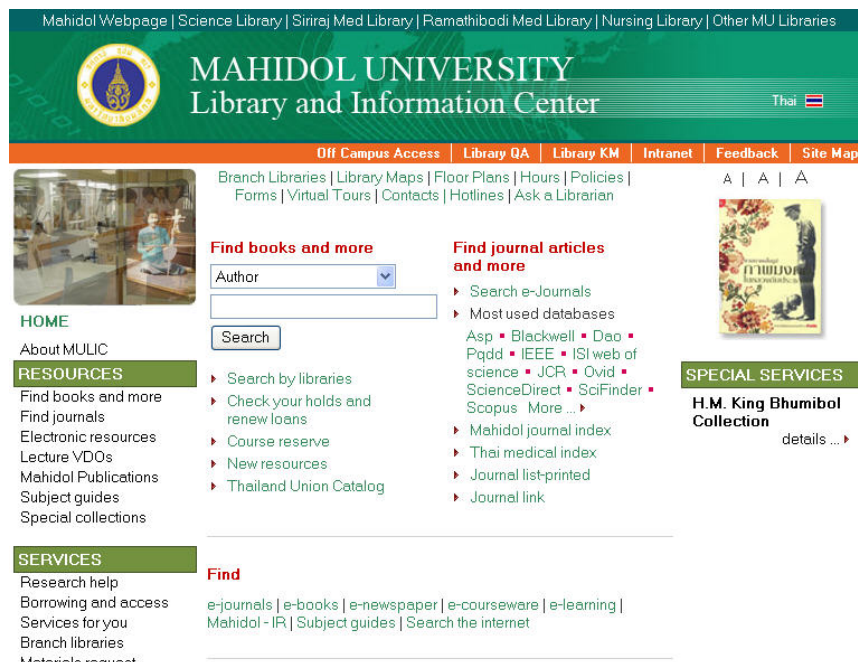 Mahidol Webpage | Science Library | Siriraj Med Library | Ramathibodi Med Library | Nursing Library | Other MU Libraries
MAHIDOL UNIVERSITY
Library and Information Center
Thai
Off Campus Access | Library QA | Library KM | Intranet | Feedback | Site Map
Branch Libraries | Library Maps | Floor Plans | Hours | Policies |
Forms | Virtual Tours | Contacts | Hotlines | Ask a Librarian
A | A | A
HOME
About MULIC
RESOURCES
Find books and more
Find journals
Electronic resources
Lecture VDOs
Mahidol Publications
Subject guides
Special collections
SERVICES
Research help
Borrowing and access
Services for you
Branch libraries
Materials request
Find books and more
Author
Search
Search by libraries
Check your holds and
renew loans
Course reserve
New resources
Thailand Union Catalog
Find journal articles
and more
Search e-Journals
Most used databases
Asp ▪ Blackwell ▪ Dao ▪
Pqdd ▪ IEEE ▪ ISI web of
science ▪ JCR ▪ Ovid ▪
ScienceDirect ▪ SciFinder ▪
Scopus More ...
Mahidol journal index
Thai medical index
Journal list-printed
Journal link
Find
e-journals | e-books | e-newspaper | e-courseware | e-learning |
Mahidol - IR | Subject guides | Search the internet
SPECIAL SERVICES
H.M. King Bhumibol
Collection
details ...